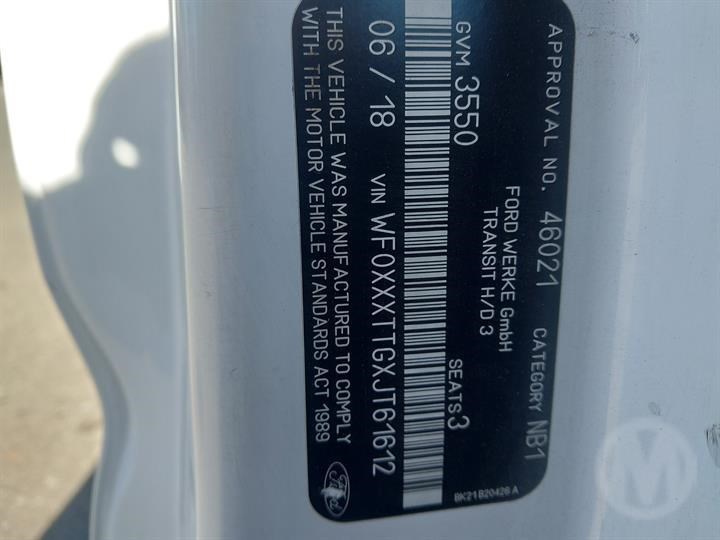 APPROVAL NO. 46021 CATEGORY NB1
FORD WERKE GmbH
TRANSIT H/D 3
GVM 3550 SEATS 3
06 / 18 VIN WF0XXXTTGXJT61612
THIS VEHICLE WAS MANUFACTURED TO COMPLY
WITH THE MOTOR VEHICLE STANDARDS ACT 1989
Ford
BK21B20426 A
M